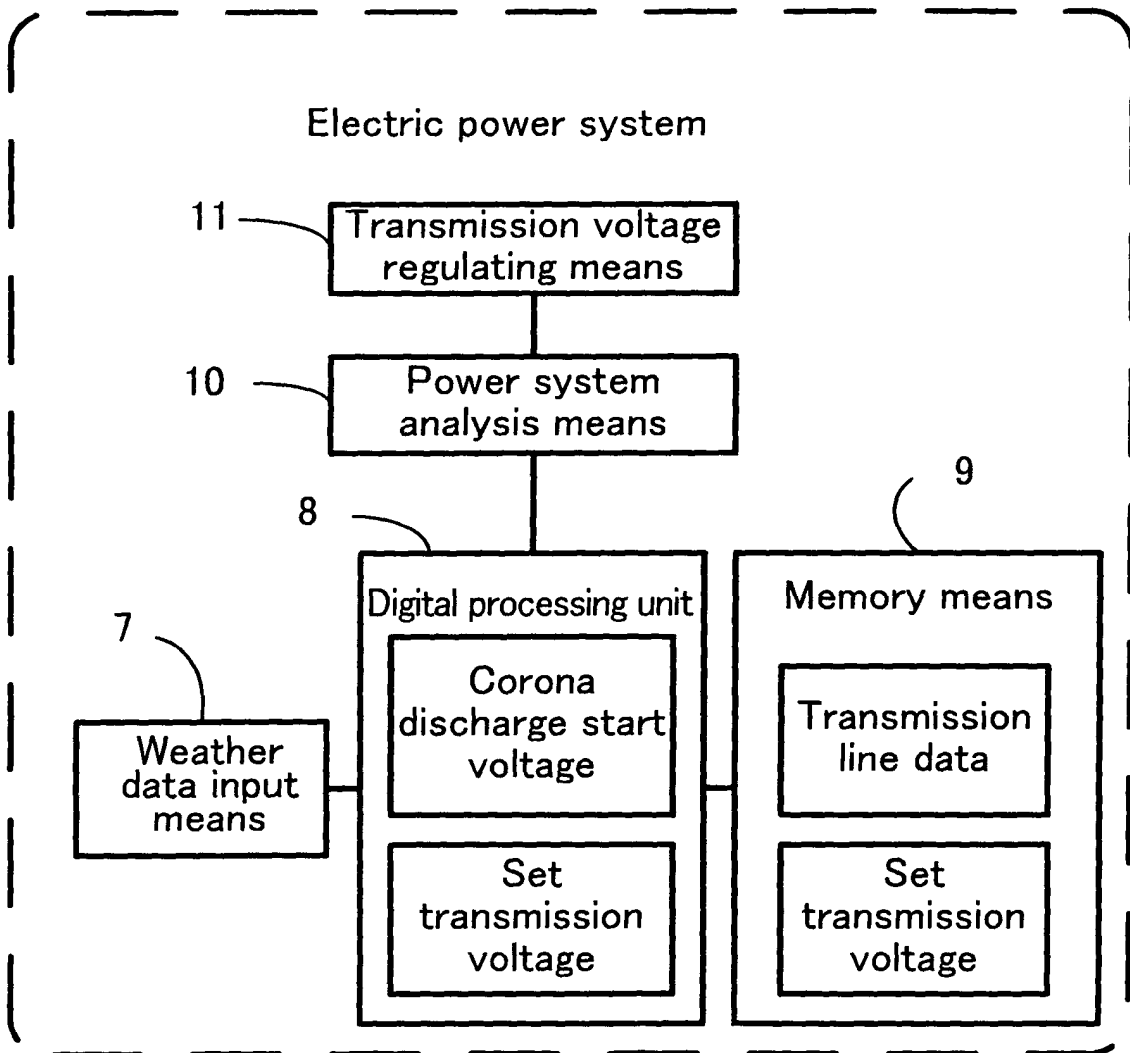 Electric power system
11
Transmission voltage
regulating means
10
Power system
analysis means
9
8
Digital processing unit
Memory means
7
Corona
discharge start
voltage
Transmission
line data
Weather
data input
means
Set
transmission
voltage
Set
transmission
voltage